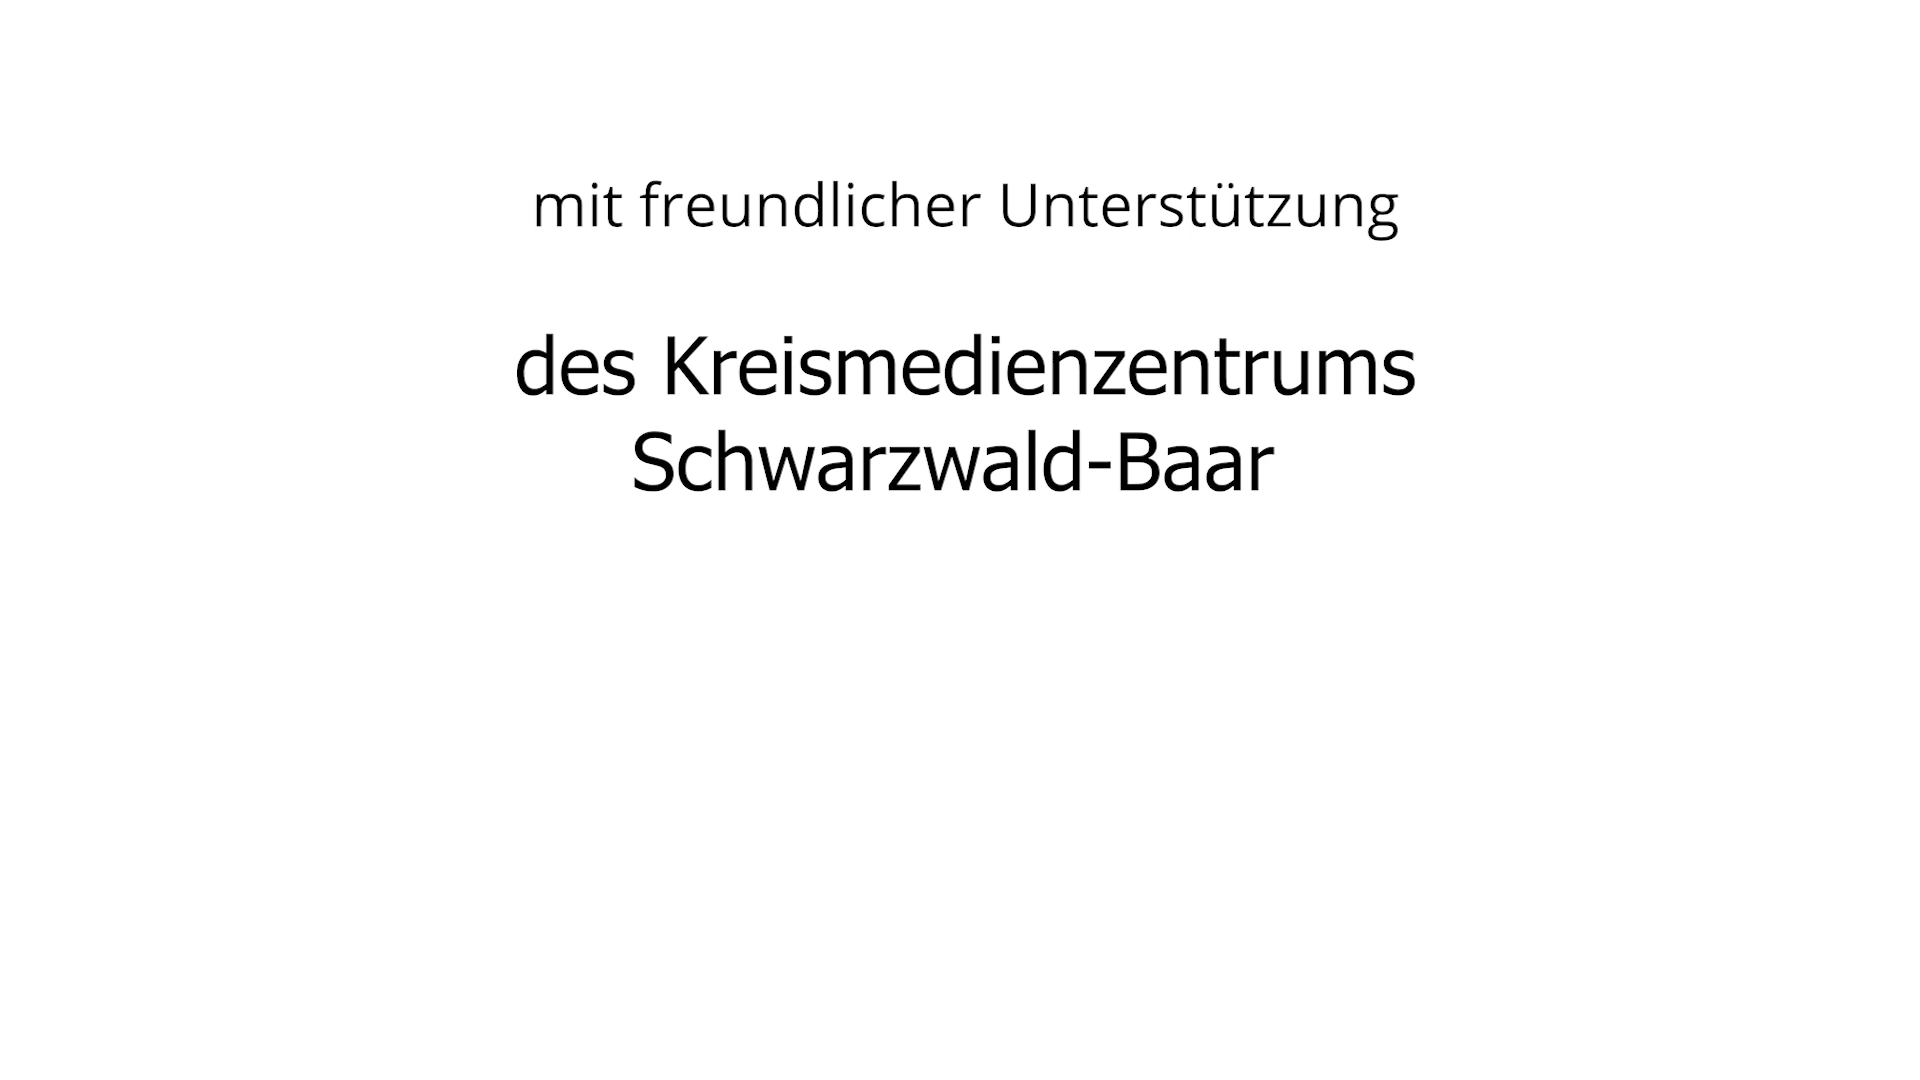 mit freundlicher Unterstützung
des Kreismedienzentrums
Schwarzwald-Baar